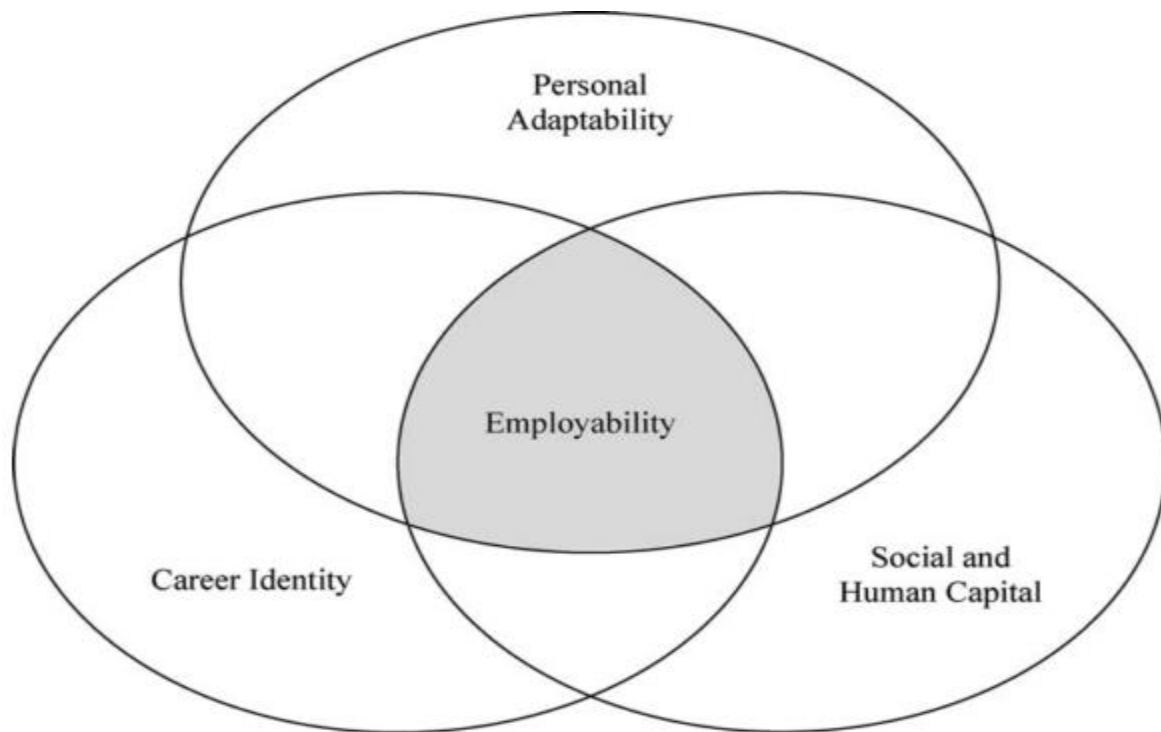 Personal
Adaptability
Employability
Career Identity
Social and
Human Capital